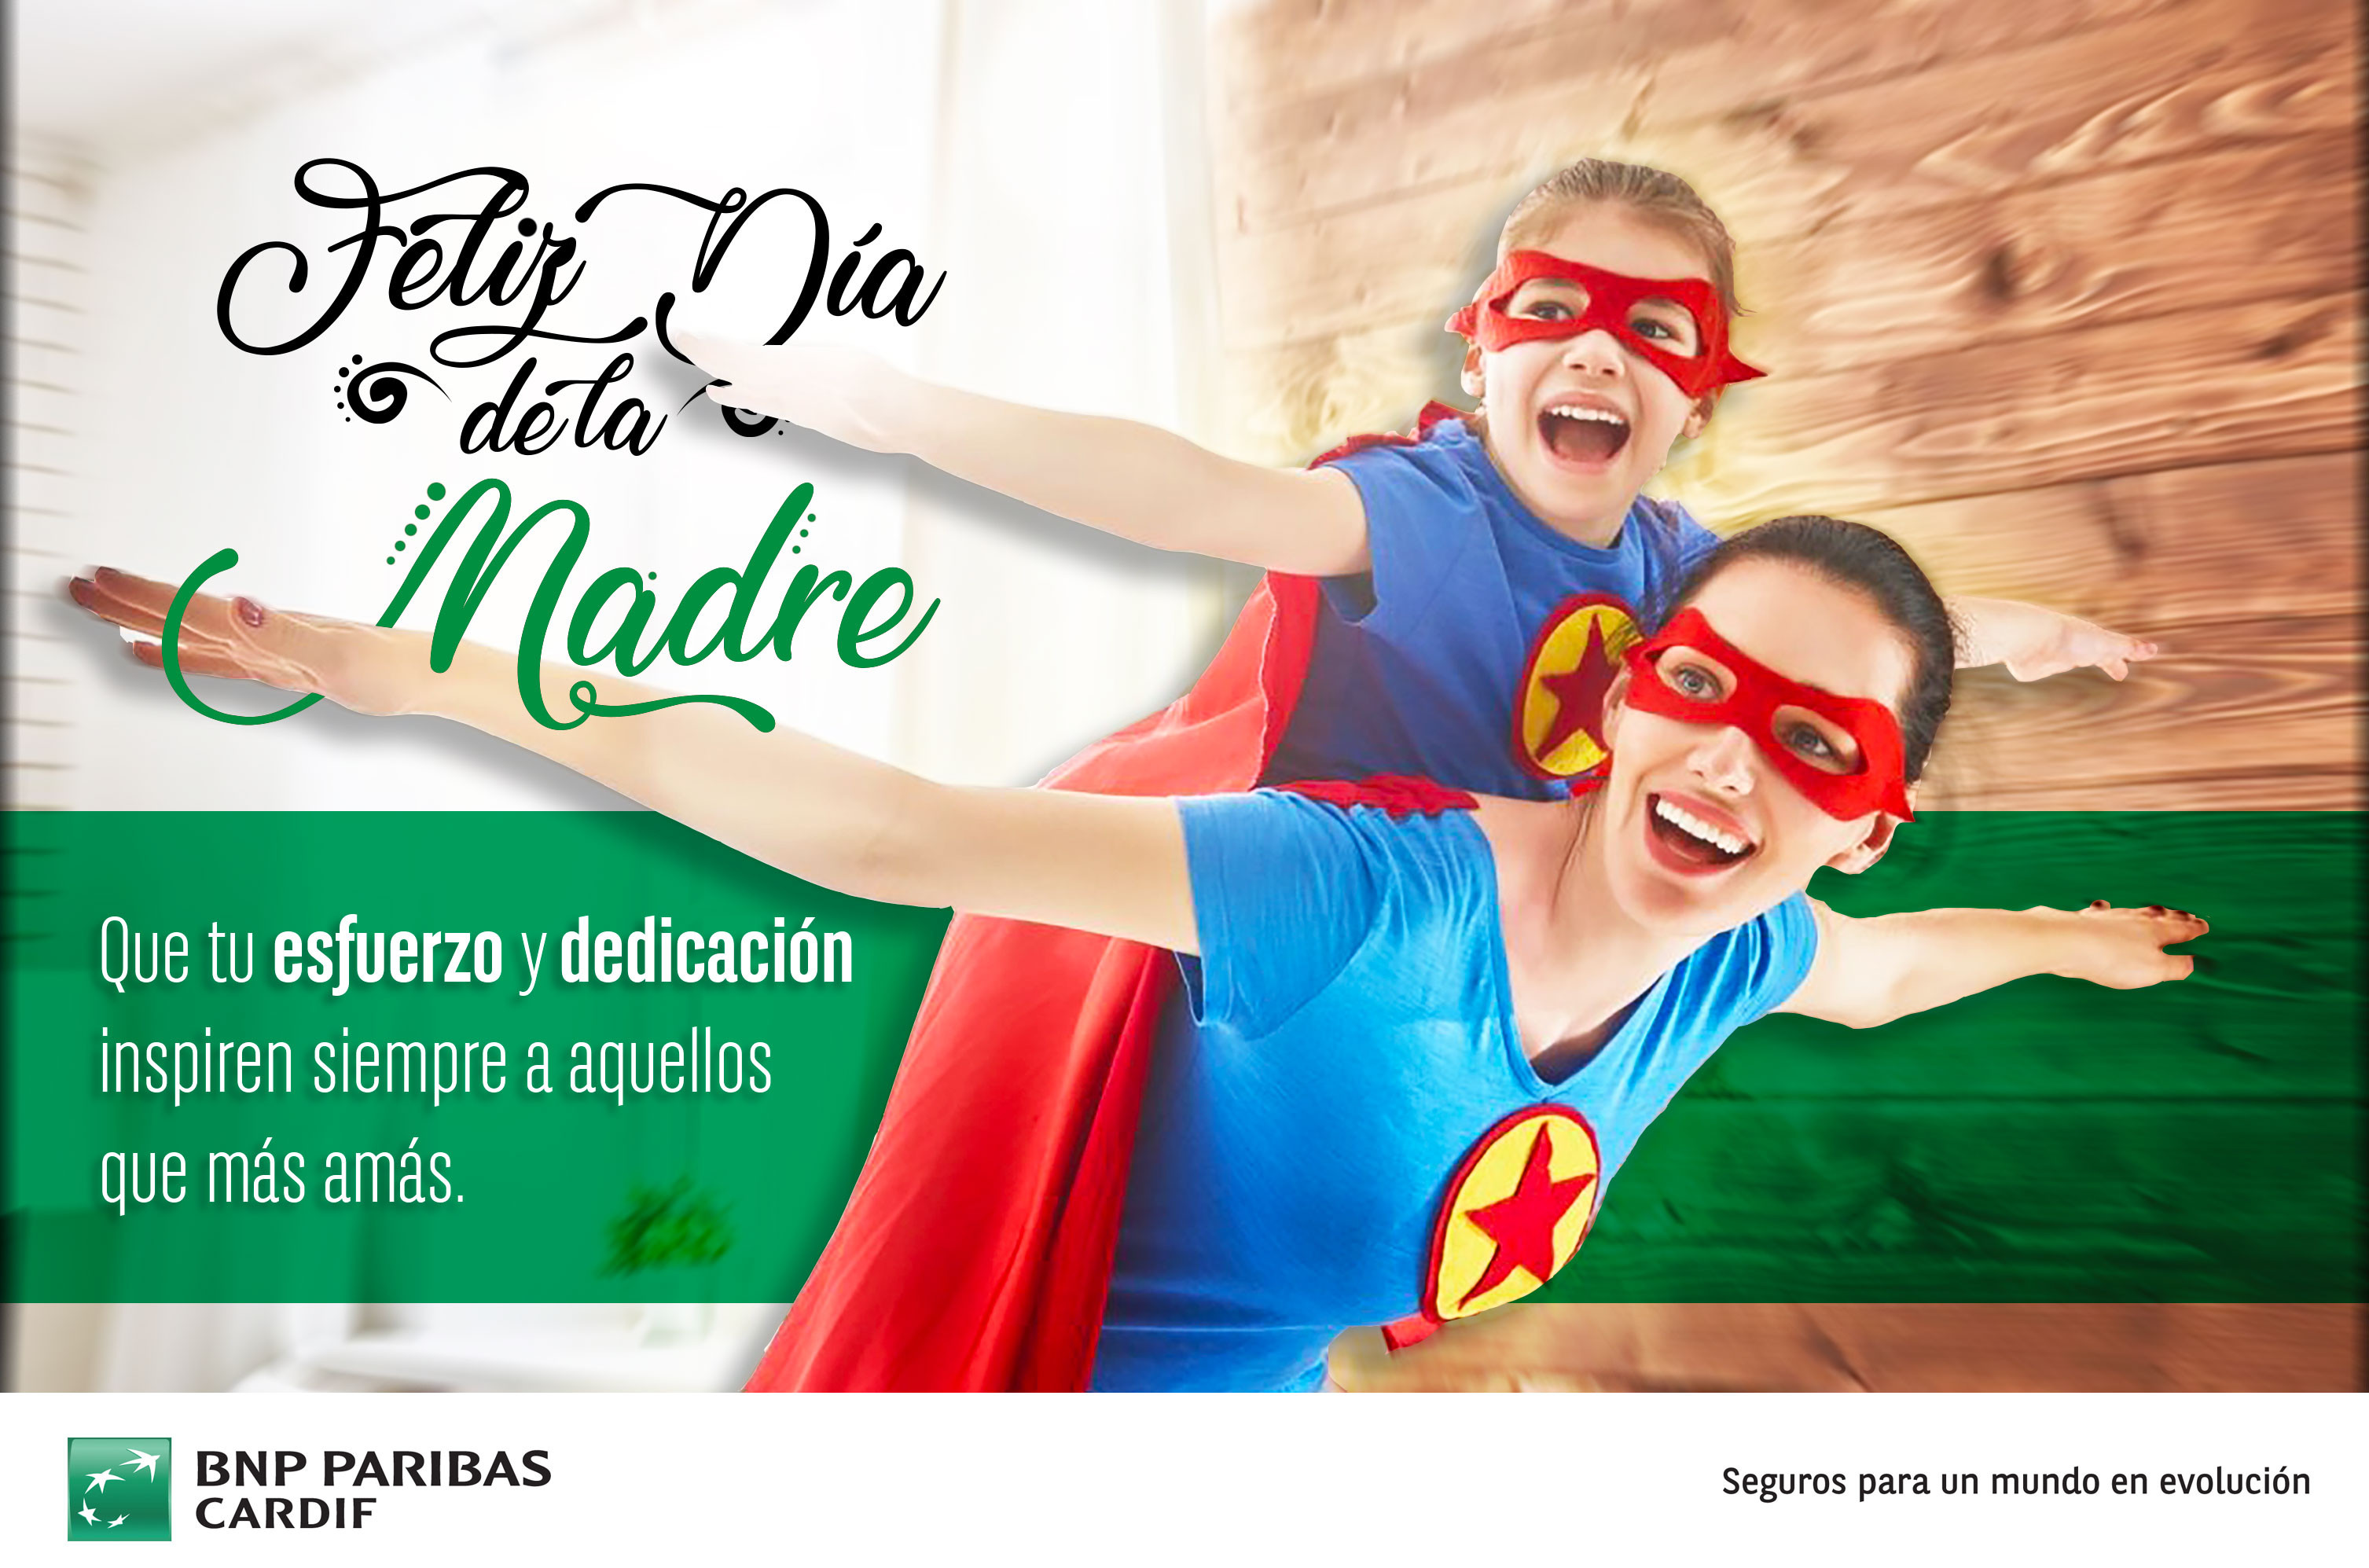 Feliz Día
de la
Madre
Que tu esfuerzo y dedicación
inspiren siempre a aquellos
que más amás.
BNP PARIBAS
CARDIF
Seguros para un mundo en evolución